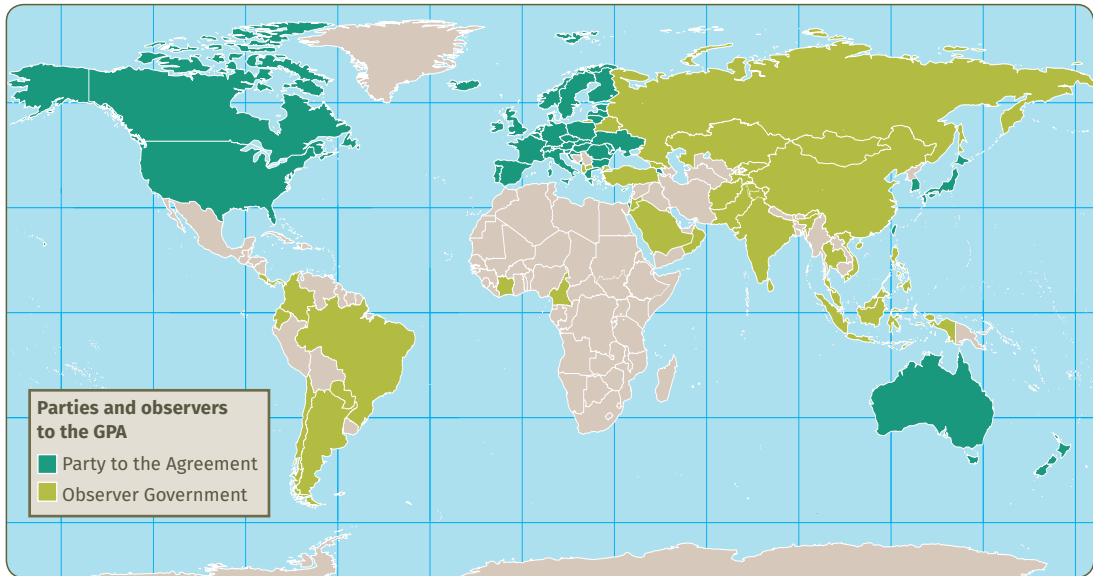 Parties and observers
to the GPA
Party to the Agreement
Observer Government